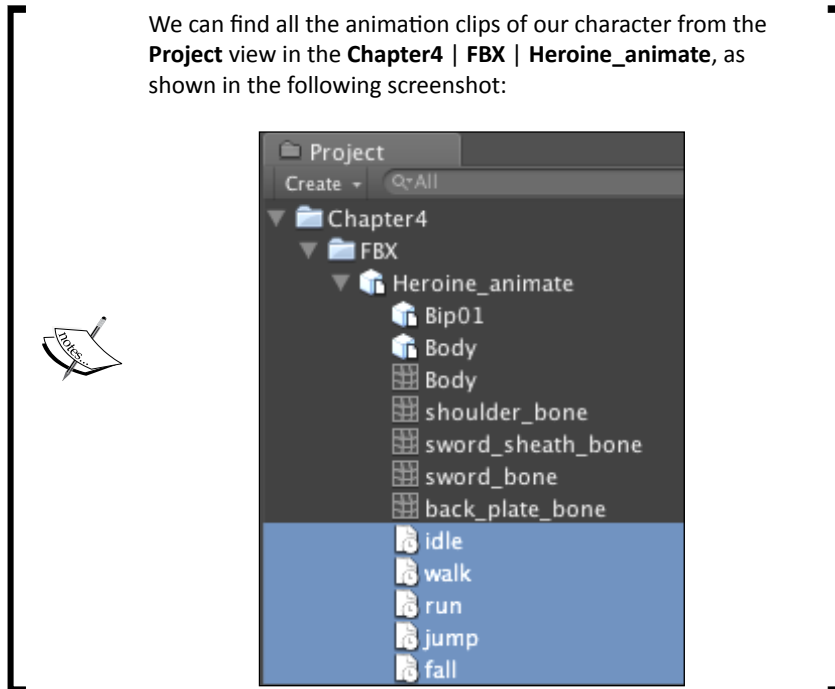 We can find all the animation clips of our character from the
Project view in the Chapter4 | FBX | Heroine_animate, as
shown in the following screenshot:
Project
Create
All
Chapter4
FBX
Heroine_animate
Bip01
Body
Body
shoulder_bone
sword_sheath_bone
sword_bone
back_plate_bone
idle
walk
run
jump
fall
notes...